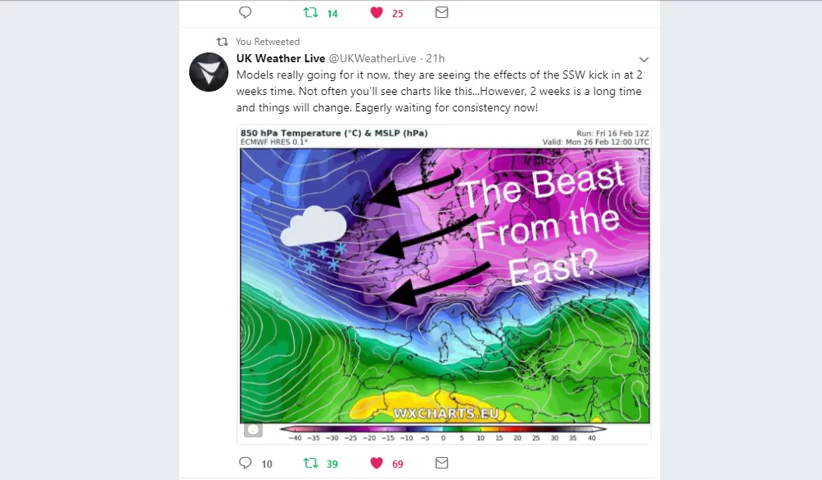 14 25
You Retweeted
UK Weather Live @UKWeatherLive · 21h
Models really going for it now, they are seeing the effects of the SSW kick in at 2
weeks time. Not often you'll see charts like this...However, 2 weeks is a long time
and things will change. Eagerly waiting for consistency now!
850 hPa Temperature (°C) & MSLP (hPa) Run: Fri 16 Feb 12Z
ECMWF HRES 0.1° Valid: Mon 26 Feb 12:00 UTC
The Beast
From the
East?
WXCHARTS.EU
−40 −35 −30 −25 −20 −15 −10 −5 0 5 10 15 20 25 30 35 40
10 39 69